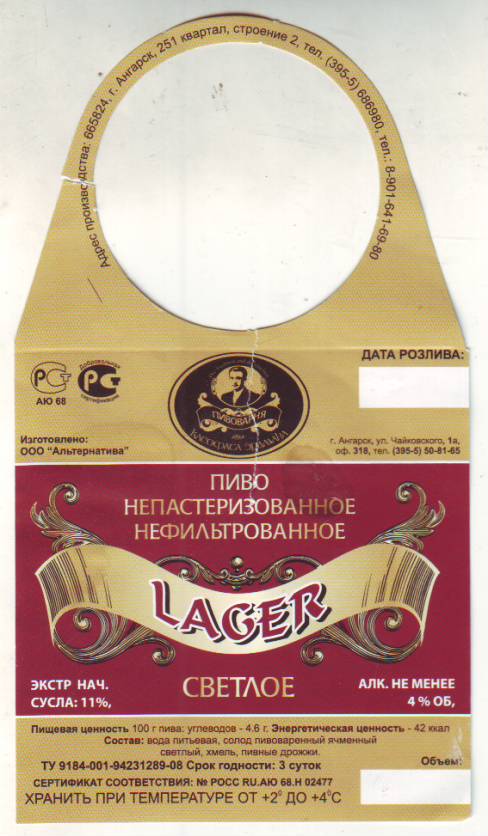 Адрес производства: 665824, г. Ангарск, 251 квартал, строение 2, тел. (395-5) 686980, тел.: 8-901-641-69-80
ДАТА РОЗЛИВА:
Добровольная
сертификация
АЮ 68
ПИВОВАРНЯ
Изготовлено:
ООО "Альтернатива"
г. Ангарск, ул. Чайковского, 1а,
оф. 318, тел. (395-5) 50-81-65
ПИВО
НЕПАСТЕРИЗОВАННОЕ
НЕФИЛЬТРОВАННОЕ
LAGER
СВЕТЛОЕ
ЭКСТР НАЧ.
СУСЛА: 11%,
АЛК. НЕ МЕНЕЕ
4 % ОБ,
Пищевая ценность 100 г пива: углеводов - 4.6 г. Энергетическая ценность - 42 ккал
Состав: вода питьевая, солод пивоваренный ячменный
светлый, хмель, пивные дрожжи.
ТУ 9184-001-94231289-08 Срок годности: 3 суток
Объем:
СЕРТИФИКАТ СООТВЕТСТВИЯ: № РОСС RU.АЮ 68.Н 02477
ХРАНИТЬ ПРИ ТЕМПЕРАТУРЕ ОТ +2⁰ ДО +4⁰С